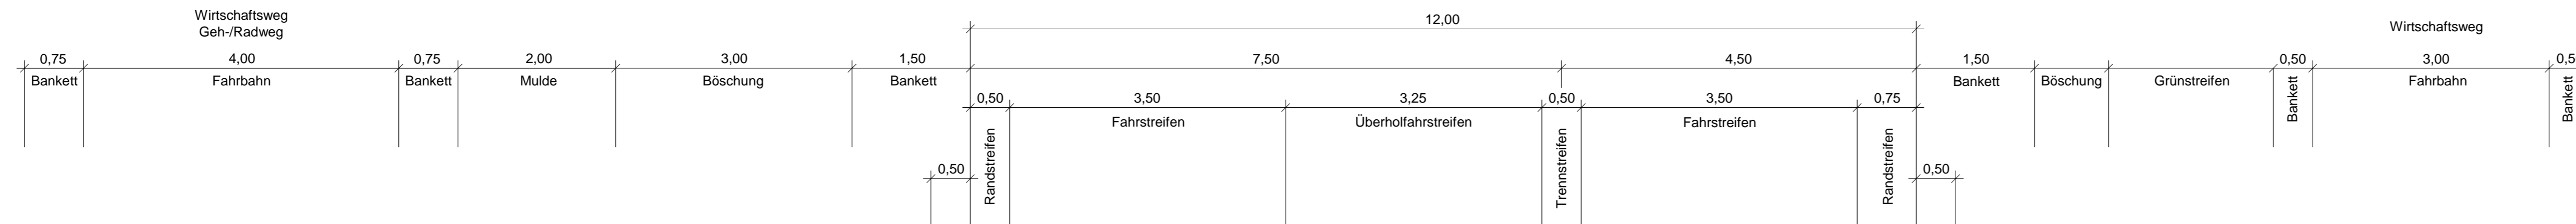 Wirtschaftsweg
Geh-/Radweg
12,00
Wirtschaftsweg
0,75 4,00 0,75 2,00 3,00 1,50 7,50 4,50 1,50 0,50 3,00 0,5
Bankett Fahrbahn Bankett Mulde Böschung Bankett Bankett Böschung Grünstreifen Bankett Fahrbahn Bankett
0,50 3,50 3,25 0,50 3,50 0,75
Randstreifen Fahrstreifen Überholfahrstreifen Trennstreifen Fahrstreifen Randstreifen
0,50 0,50